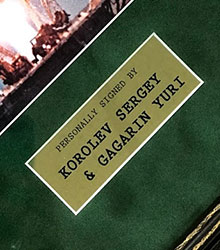 PERSONALLY SIGNED BY
KOROLEV SERGEY
& GAGARIN YURI